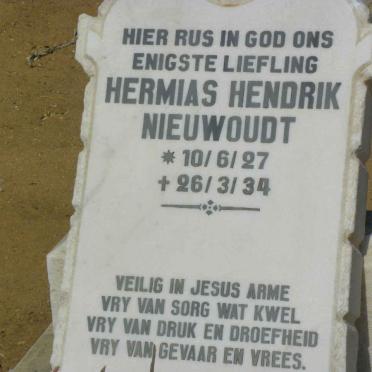 HIER RUS IN GOD ONS
ENIGSTE LIEFLING
HERMIAS HENDRIK
NIEUWOUDT
* 10/6/27
† 26/3/34
VEILIG IN JESUS ARME
VRY VAN SORG WAT KWEL
VRY VAN DRUK EN DROEFHEID
VRY VAN GEVAAR EN VREES.